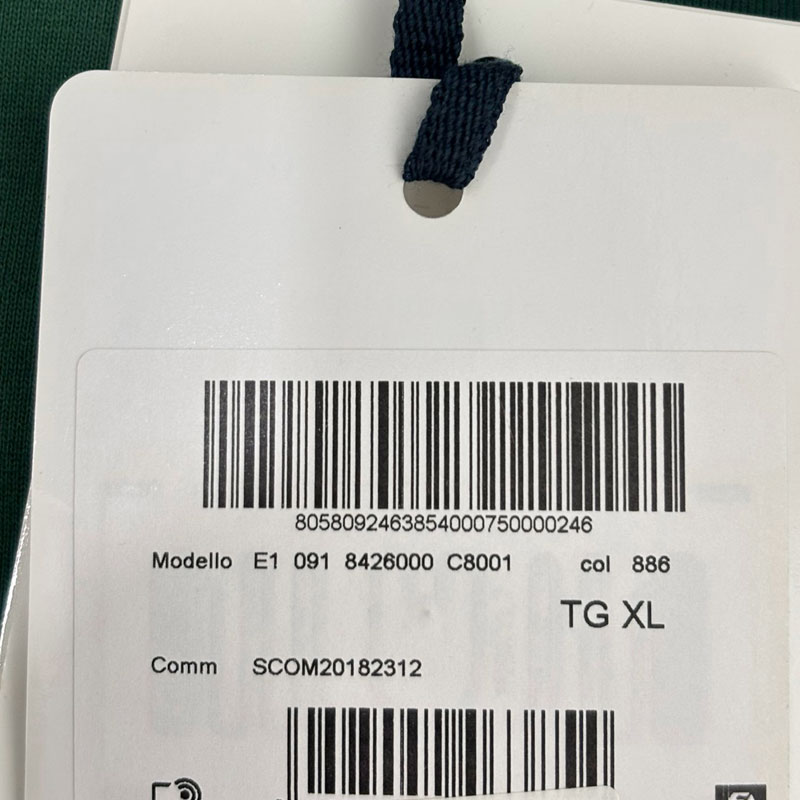 8058092463854000750000246
Modello E1 091 8426000 C8001 col 886
TG XL
Comm SCOM20182312